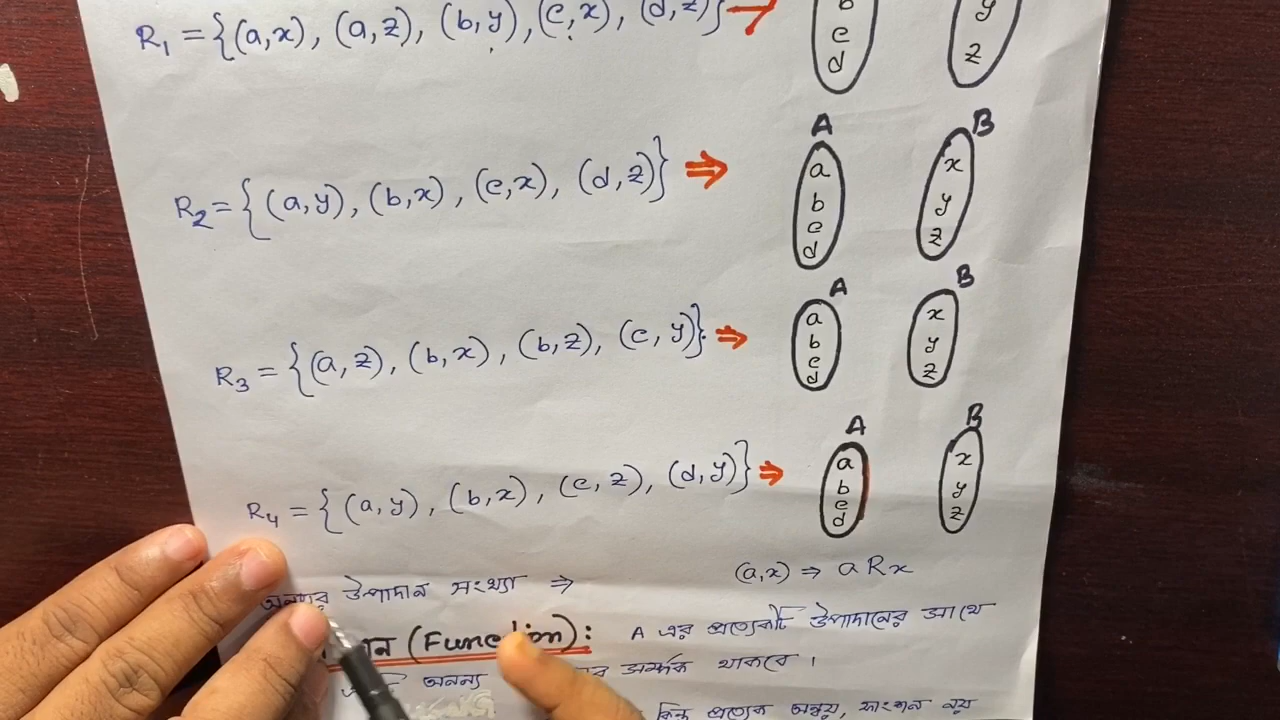 R₁ = {(a,x), (a,z), (b,y), (c,x), (d,z)} →
b
c
d
y
z
R₂ = {(a,y), (b,x), (c,x), (d,z)} ⇒
A
a
b
c
d
B
x
y
z
R₃ = {(a,z), (b,x), (b,z), (c,y)} ⇒
A
a
b
c
d
B
x
y
z
R₄ = {(a,y), (b,x), (c,z), (d,y)} ⇒
A
a
b
c
d
B
x
y
z
উপাদান সংখ্যা ⇒ (a,x) ⇒ a R x
(Function): A এর প্রত্যেকটি উপাদানের সাথে
অনন্য সম্পর্ক থাকবে।
কিন্তু প্রত্যেক অন্বয়, ফাংশন নয়